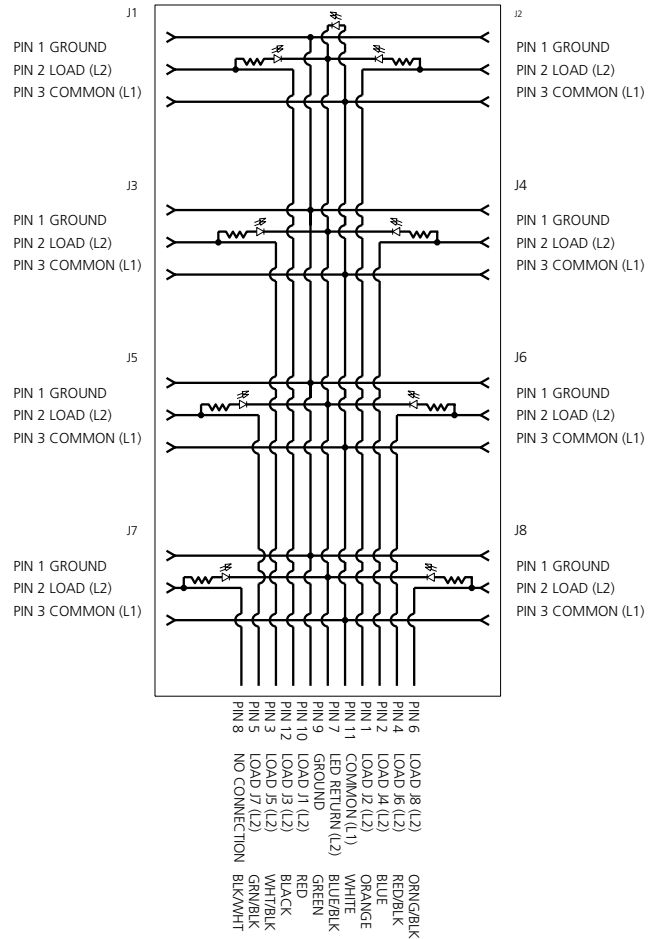 J1
PIN 1 GROUND
PIN 2 LOAD (L2)
PIN 3 COMMON (L1)
J2
PIN 1 GROUND
PIN 2 LOAD (L2)
PIN 3 COMMON (L1)
J3
PIN 1 GROUND
PIN 2 LOAD (L2)
PIN 3 COMMON (L1)
J4
PIN 1 GROUND
PIN 2 LOAD (L2)
PIN 3 COMMON (L1)
J5
PIN 1 GROUND
PIN 2 LOAD (L2)
PIN 3 COMMON (L1)
J6
PIN 1 GROUND
PIN 2 LOAD (L2)
PIN 3 COMMON (L1)
J7
PIN 1 GROUND
PIN 2 LOAD (L2)
PIN 3 COMMON (L1)
J8
PIN 1 GROUND
PIN 2 LOAD (L2)
PIN 3 COMMON (L1)
PIN 6 LOAD J8 (L2) ORNG/BLK
PIN 4 LOAD J6 (L2) RED/BLK
PIN 2 LOAD J4 (L2) BLUE
PIN 1 LOAD J2 (L2) ORANGE
PIN 11 COMMON (L1) WHITE
PIN 7 LED RETURN (L2) BLUE/BLK
PIN 9 GROUND GREEN
PIN 10 LOAD J1 (L2) RED
PIN 12 LOAD J3 (L2) BLACK
PIN 3 LOAD J5 (L2) WHT/BLK
PIN 5 LOAD J7 (L2) GRN/BLK
PIN 8 NO CONNECTION BLK/WHT